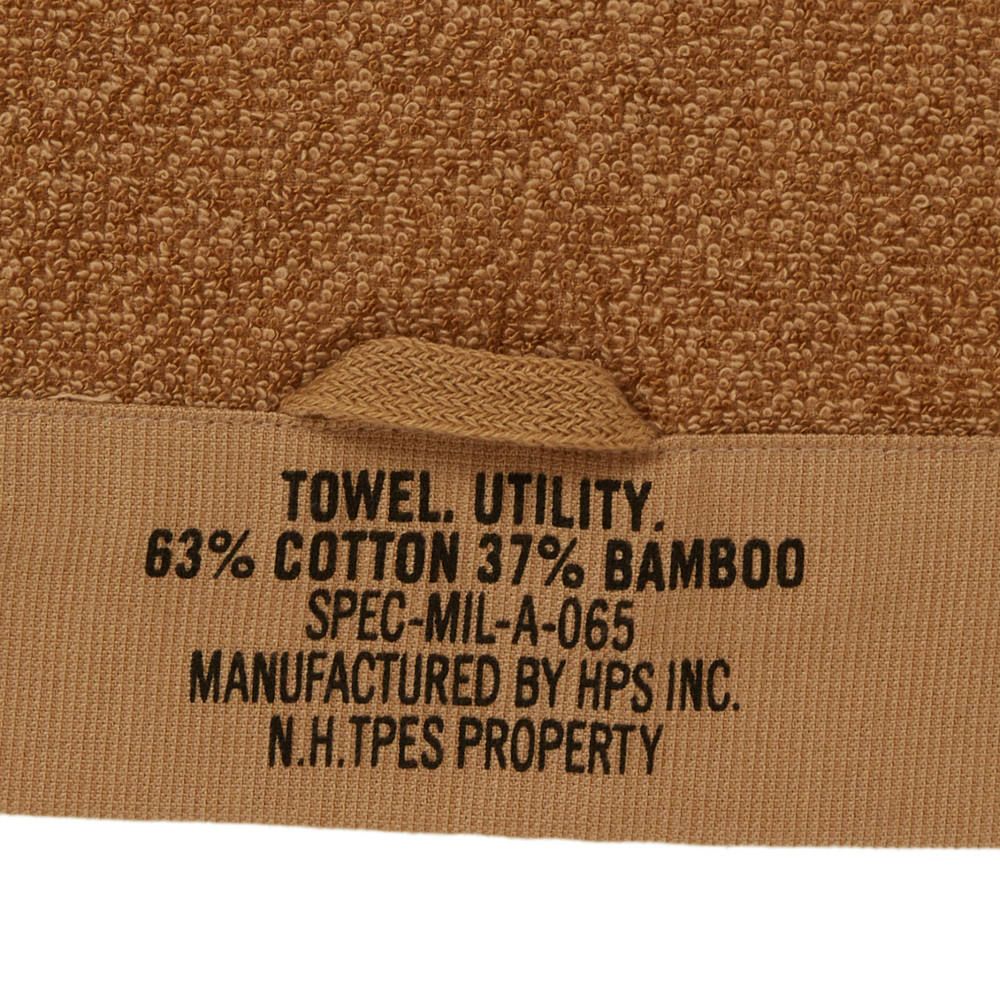 TOWEL. UTILITY.
63% COTTON 37% BAMBOO
SPEC-MIL-A-065
MANUFACTURED BY HPS INC.
N.H.TPES PROPERTY